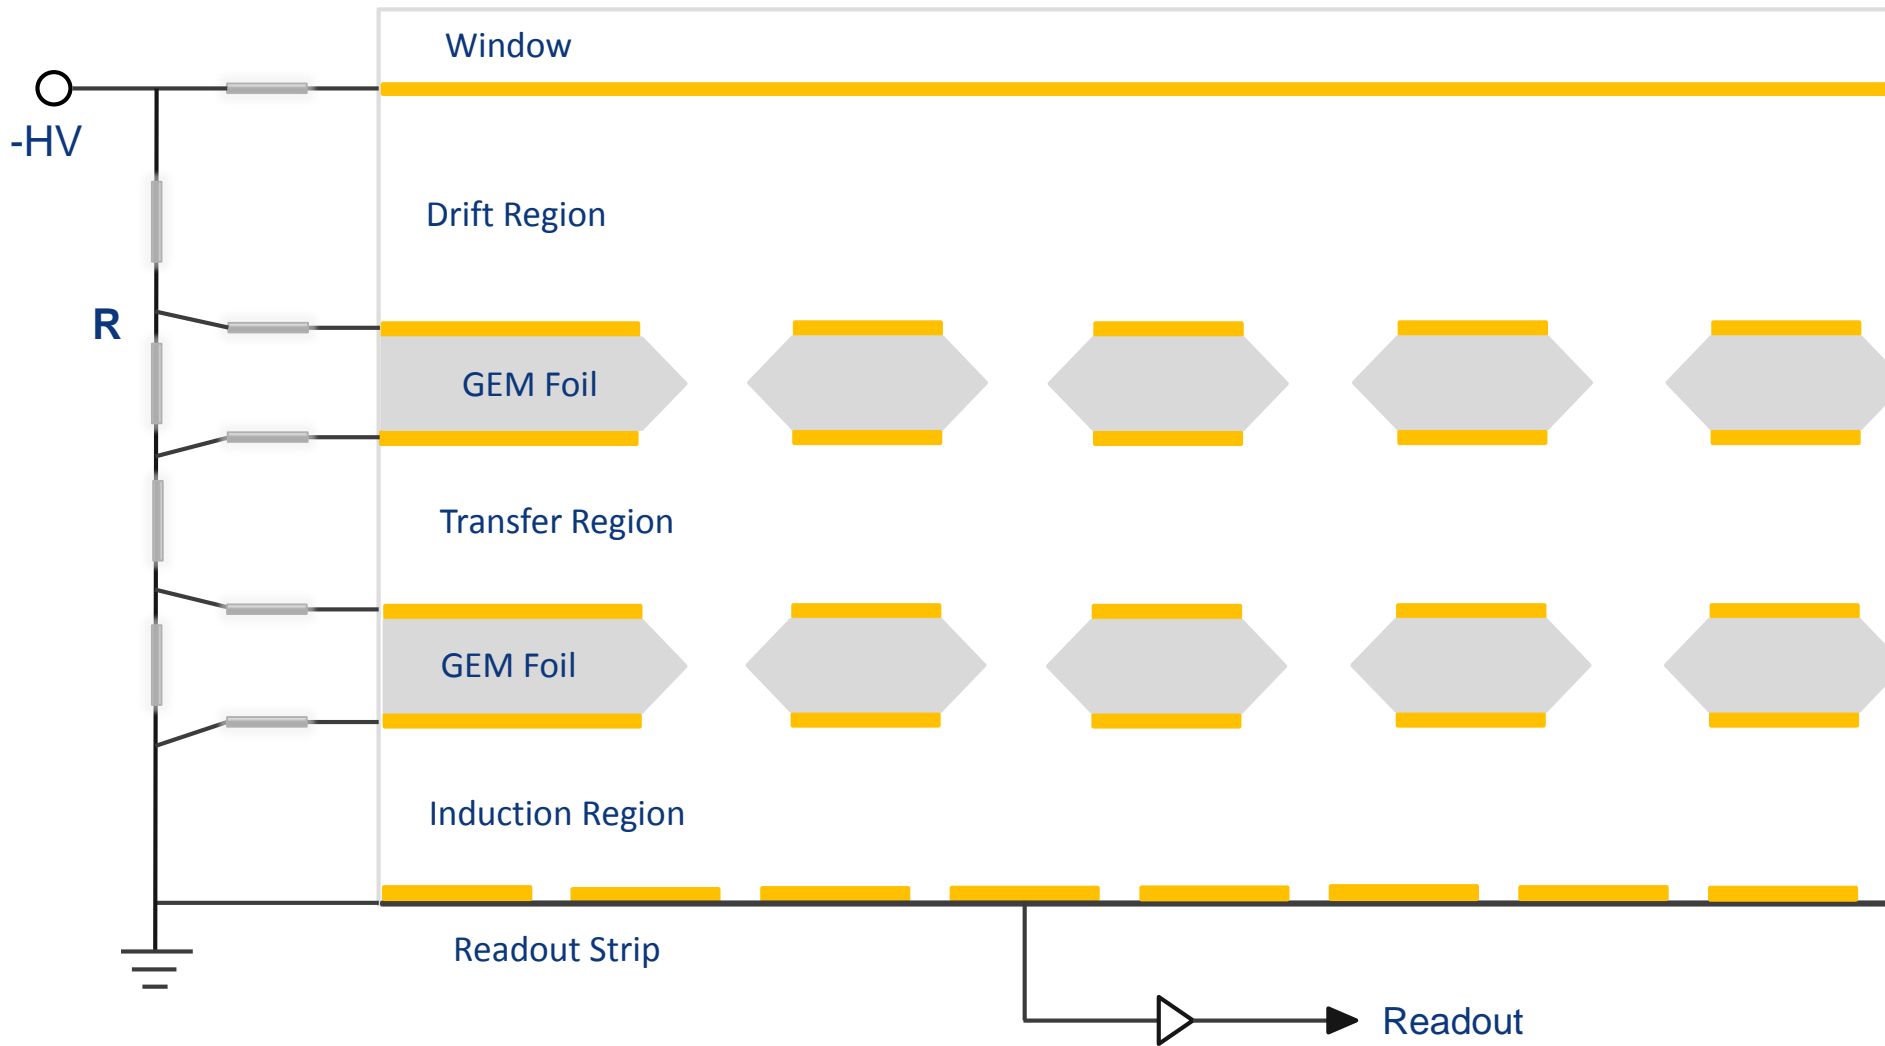 Window
-HV
Drift Region
R
GEM Foil
Transfer Region
GEM Foil
Induction Region
Readout Strip
Readout